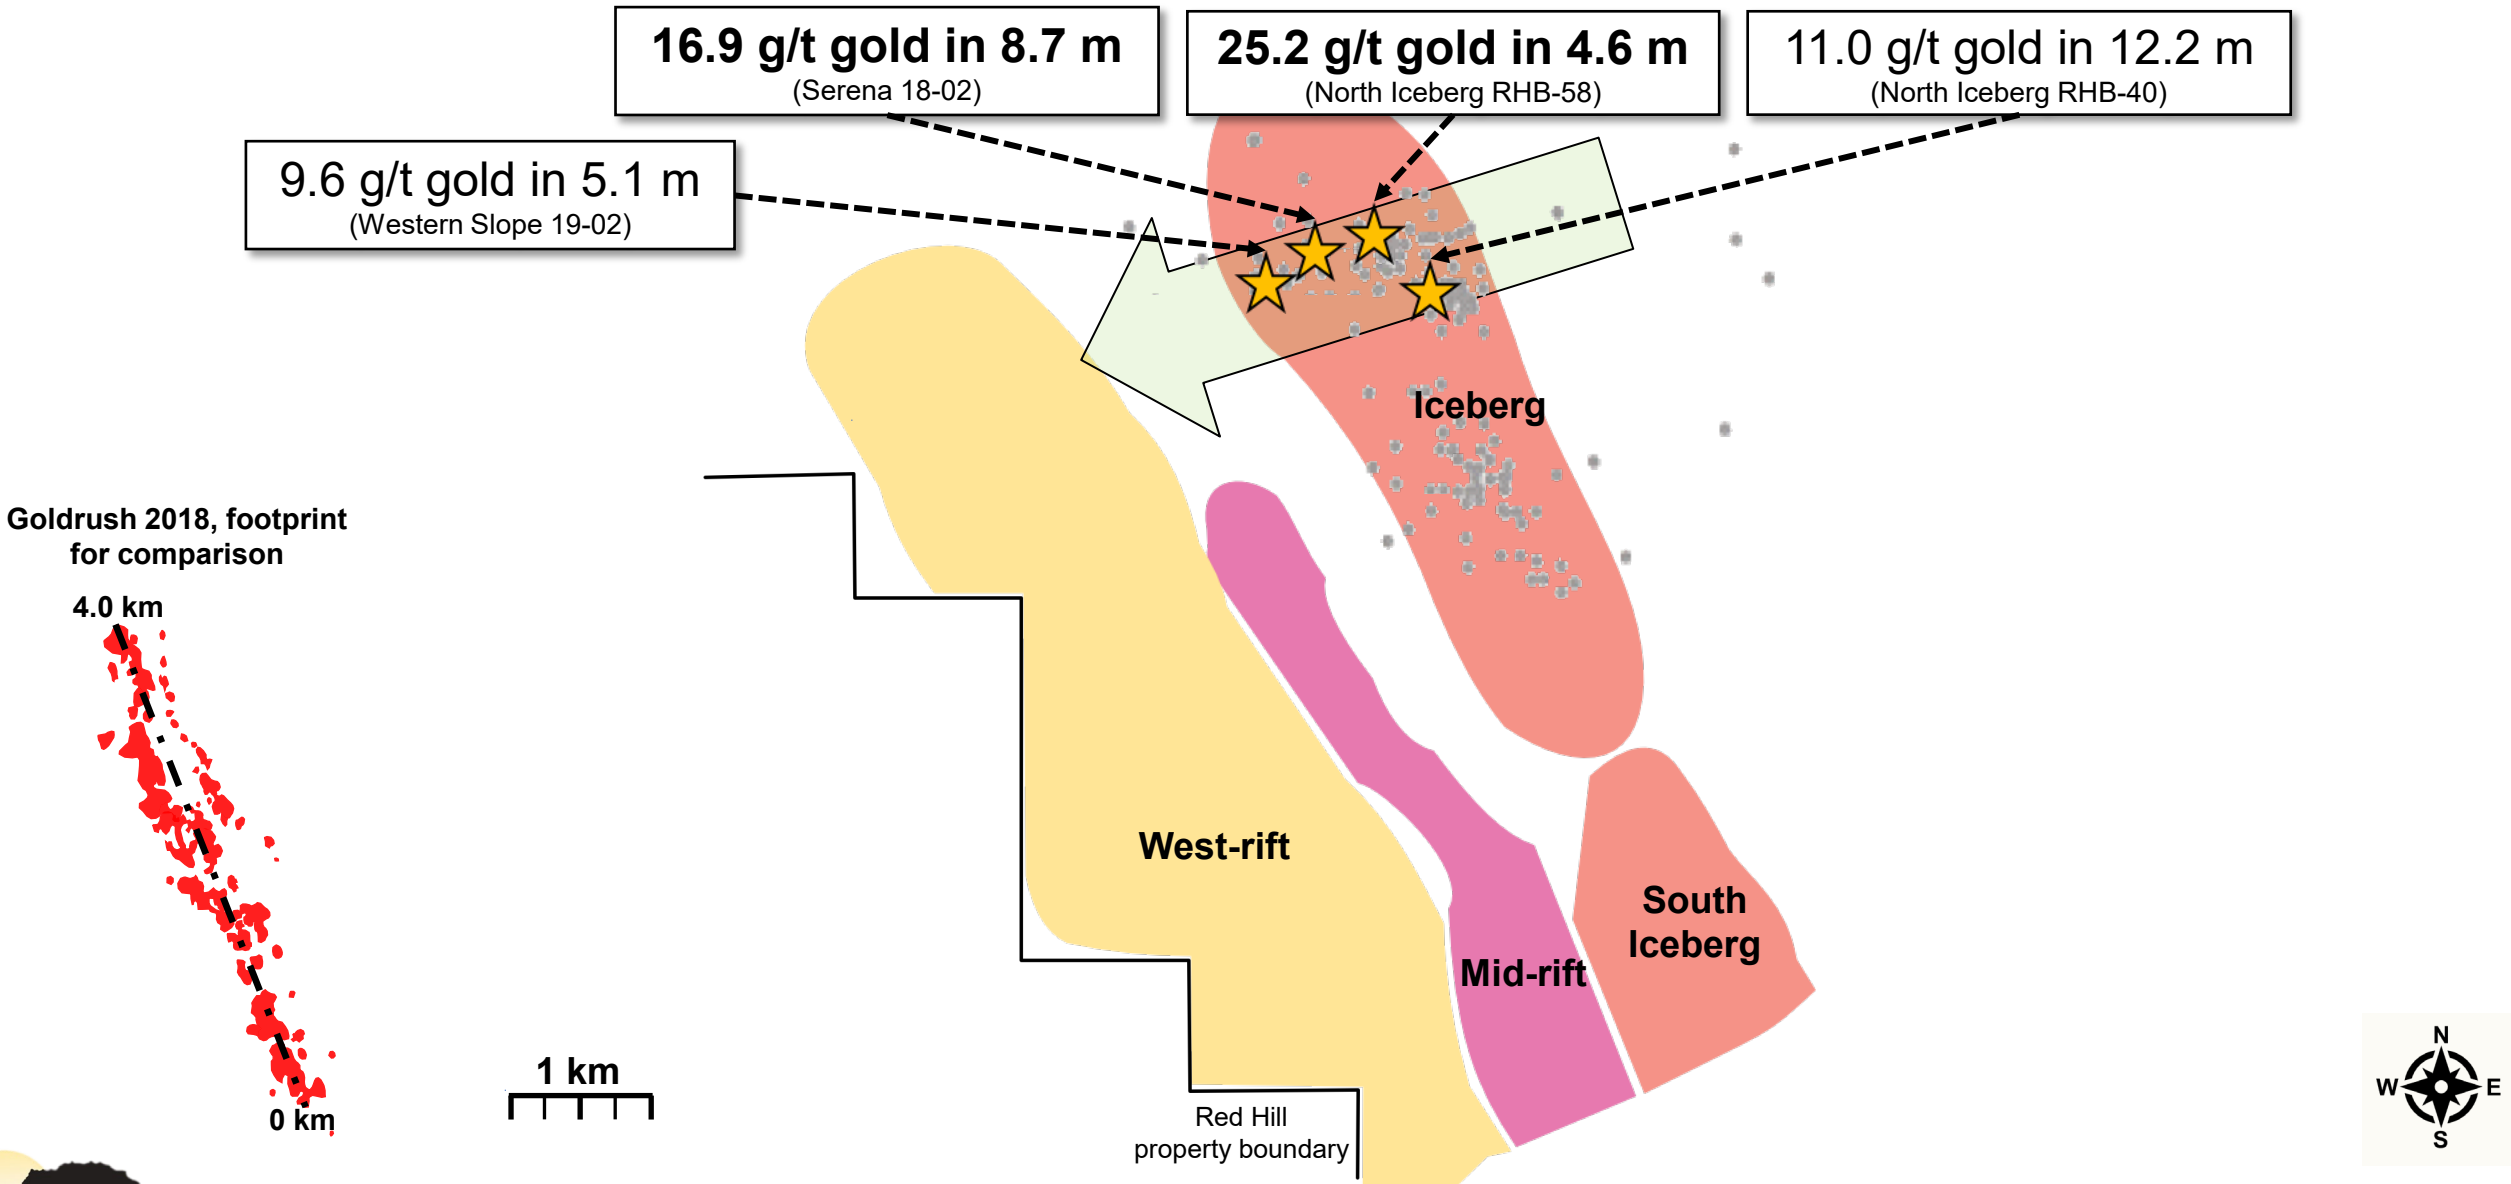 16.9 g/t gold in 8.7 m
(Serena 18-02)
25.2 g/t gold in 4.6 m
(North Iceberg RHB-58)
11.0 g/t gold in 12.2 m
(North Iceberg RHB-40)
9.6 g/t gold in 5.1 m
(Western Slope 19-02)
Iceberg
Goldrush 2018, footprint
for comparison
4.0 km
0 km
1 km
West-rift
Mid-rift
South
Iceberg
Red Hill
property boundary
N
W
E
S